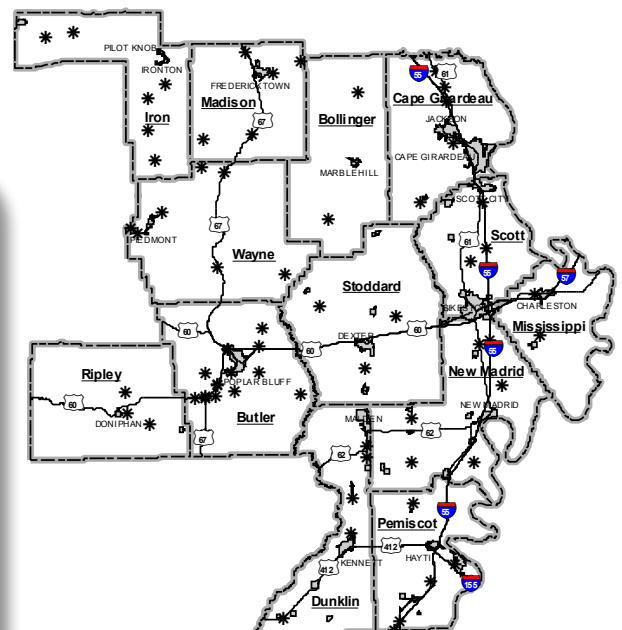 PILOT KNOB
IRONTON
FREDERICKTOWN
Madison
Iron
67
Bollinger
MARBLEHILL
55
61
Cape Girardeau
JACKSON
CAPE GIRARDEAU
SCOTT CITY
PIEDMONT
67
Wayne
61
Scott
55
57
Stoddard
SIKES
CHARLESTON
Mississippi
60
60
60
DEXTER
55
Ripley
60
DONIPHAN
POPLAR BLUFF
Butler
67
New Madrid
NEW MADRID
MALDEN
62
62
Pemiscot
55
412
HAYTI
KENNETT
412
155
Dunklin